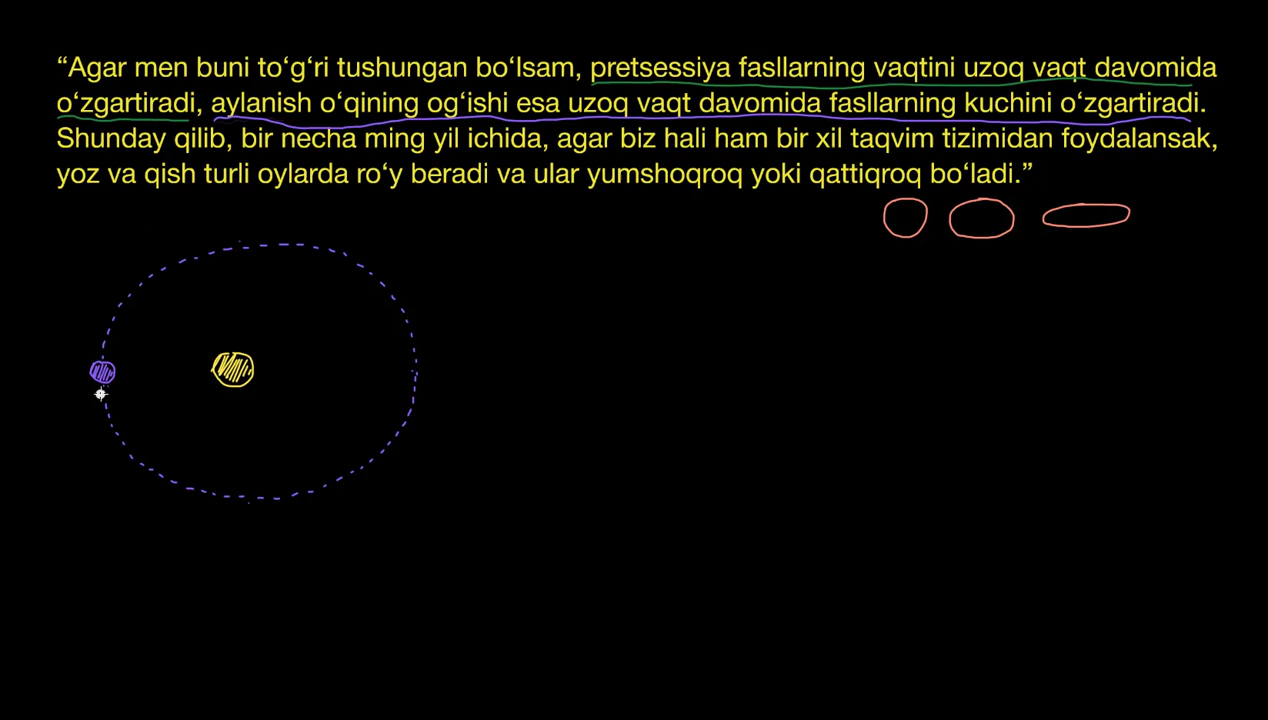 “Agar men buni to‘g‘ri tushungan bo‘lsam, pretsessiya fasllarning vaqtini uzoq vaqt davomida
o‘zgartiradi, aylanish o‘qining og‘ishi esa uzoq vaqt davomida fasllarning kuchini o‘zgartiradi.
Shunday qilib, bir necha ming yil ichida, agar biz hali ham bir xil taqvim tizimidan foydalansak,
yoz va qish turli oylarda ro‘y beradi va ular yumshoqroq yoki qattiqroq bo‘ladi.”